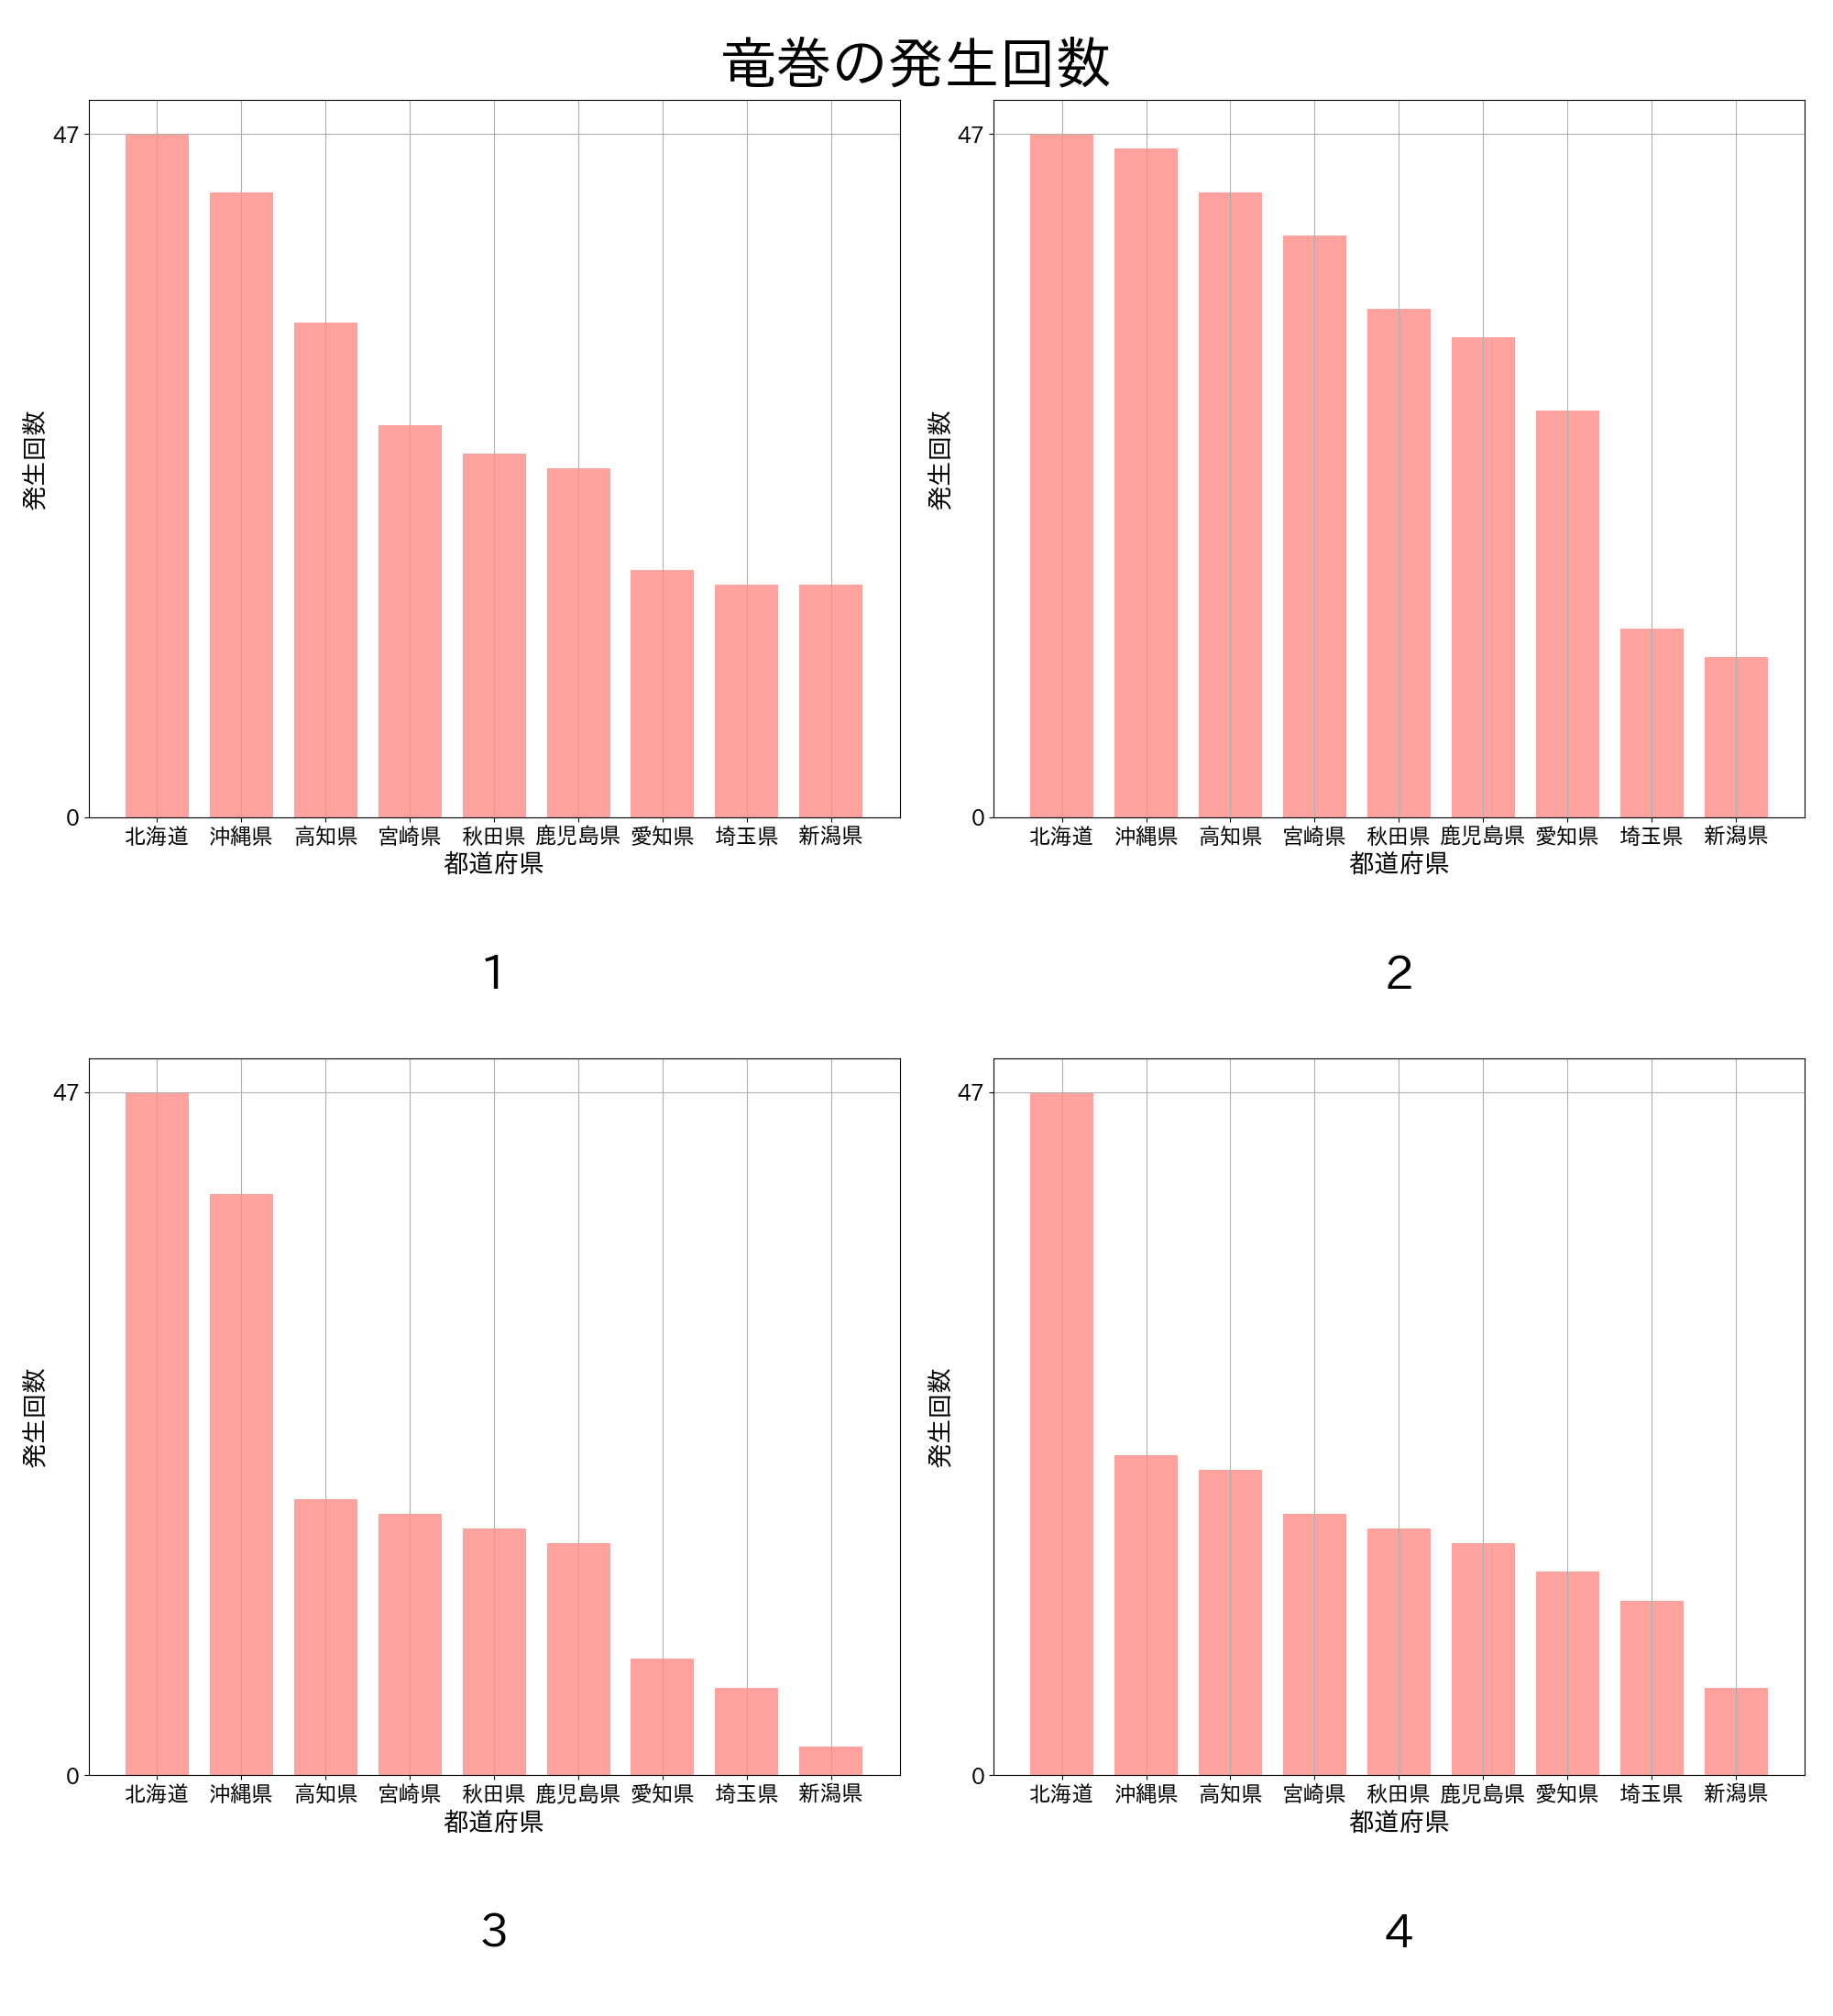 竜巻の発生回数
47
0
発生回数
北海道 沖縄県 高知県 宮崎県 秋田県 鹿児島県 愛知県 埼玉県 新潟県
都道府県
1
47
0
発生回数
北海道 沖縄県 高知県 宮崎県 秋田県 鹿児島県 愛知県 埼玉県 新潟県
都道府県
2
47
0
発生回数
北海道 沖縄県 高知県 宮崎県 秋田県 鹿児島県 愛知県 埼玉県 新潟県
都道府県
3
47
0
発生回数
北海道 沖縄県 高知県 宮崎県 秋田県 鹿児島県 愛知県 埼玉県 新潟県
都道府県
4